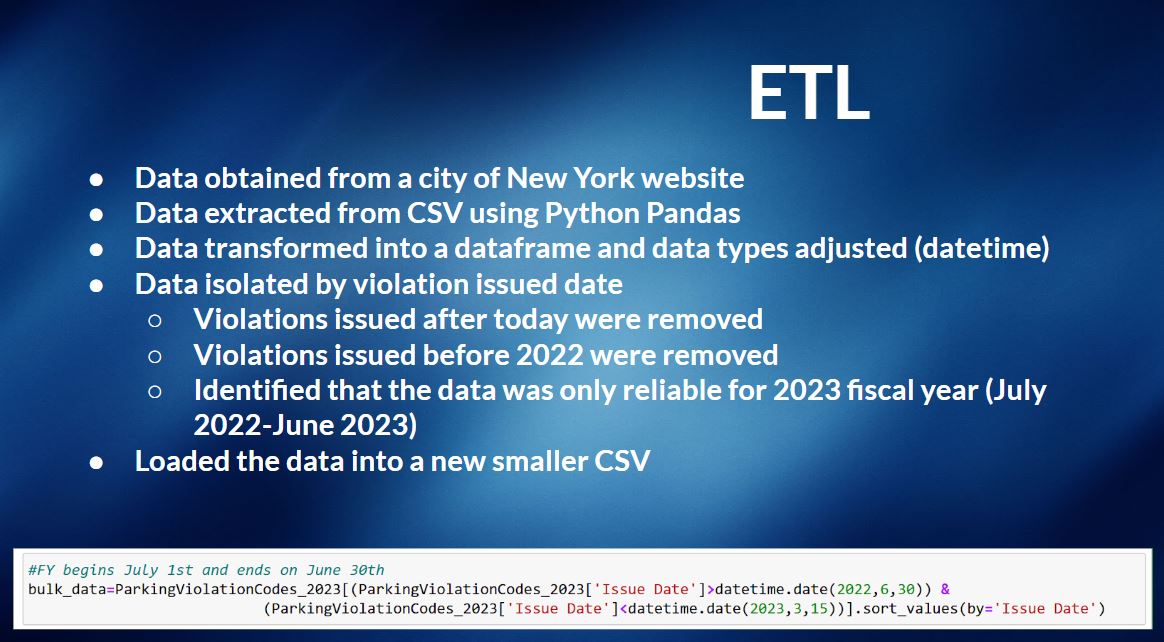 ETL
● Data obtained from a city of New York website
● Data extracted from CSV using Python Pandas
● Data transformed into a dataframe and data types adjusted (datetime)
● Data isolated by violation issued date
○ Violations issued after today were removed
○ Violations issued before 2022 were removed
○ Identified that the data was only reliable for 2023 fiscal year (July
2022-June 2023)
● Loaded the data into a new smaller CSV
#FY begins July 1st and ends on June 30th
bulk_data=ParkingViolationCodes_2023[(ParkingViolationCodes_2023['Issue Date']>datetime.date(2022,6,30)) &
(ParkingViolationCodes_2023['Issue Date']<datetime.date(2023,3,15))].sort_values(by='Issue Date')